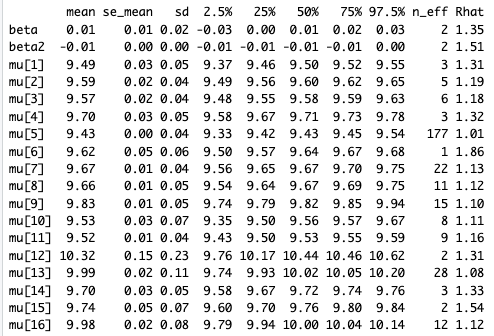 mean se_mean sd 2.5% 25% 50% 75% 97.5% n_eff Rhat
beta 0.01 0.01 0.02 -0.03 0.00 0.01 0.02 0.03 2 1.35
beta2 -0.01 0.00 0.00 -0.01 -0.01 -0.01 -0.01 0.00 2 1.51
mu[1] 9.49 0.03 0.05 9.37 9.46 9.50 9.52 9.55 3 1.31
mu[2] 9.59 0.02 0.04 9.49 9.56 9.60 9.62 9.65 5 1.19
mu[3] 9.57 0.02 0.04 9.48 9.55 9.58 9.59 9.63 6 1.18
mu[4] 9.70 0.03 0.05 9.58 9.67 9.71 9.73 9.78 3 1.32
mu[5] 9.43 0.00 0.04 9.33 9.42 9.43 9.45 9.54 177 1.01
mu[6] 9.62 0.05 0.06 9.50 9.57 9.64 9.67 9.68 1 1.86
mu[7] 9.67 0.01 0.04 9.56 9.65 9.67 9.70 9.75 22 1.13
mu[8] 9.66 0.01 0.05 9.54 9.64 9.67 9.69 9.75 11 1.12
mu[9] 9.83 0.01 0.05 9.74 9.79 9.82 9.85 9.94 15 1.10
mu[10] 9.53 0.03 0.07 9.35 9.50 9.56 9.57 9.67 8 1.11
mu[11] 9.52 0.01 0.04 9.43 9.50 9.53 9.55 9.59 9 1.16
mu[12] 10.32 0.15 0.23 9.76 10.17 10.44 10.46 10.62 2 1.31
mu[13] 9.99 0.02 0.11 9.74 9.93 10.02 10.05 10.20 28 1.08
mu[14] 9.70 0.03 0.05 9.58 9.67 9.72 9.74 9.76 3 1.33
mu[15] 9.74 0.05 0.07 9.60 9.70 9.76 9.80 9.84 2 1.54
mu[16] 9.98 0.02 0.08 9.79 9.94 10.00 10.04 10.14 12 1.12